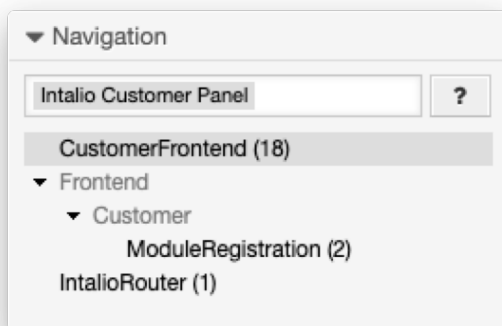 Navigation
Intalio Customer Panel ?
CustomerFrontend (18)
Frontend
Customer
ModuleRegistration (2)
IntalioRouter (1)